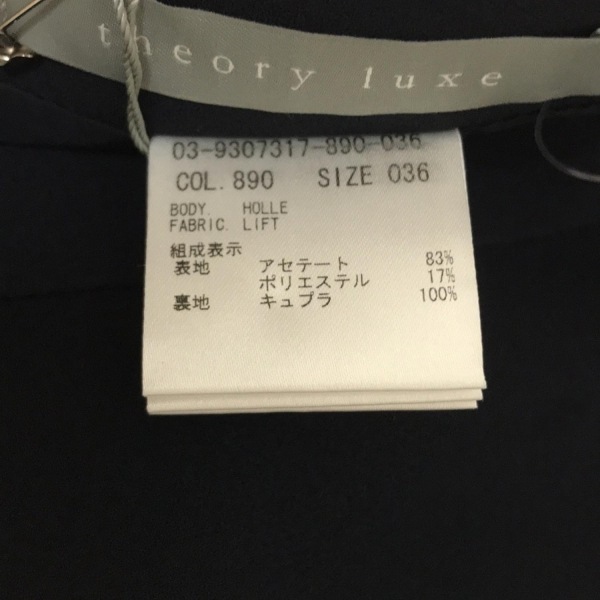 theory luxe
03-9307317-890-036
COL. 890 SIZE 036
BODY. HOLLE
FABRIC. LIFT
組成表示
表地 アセテート 83%
ポリエステル 17%
裏地 キュプラ 100%